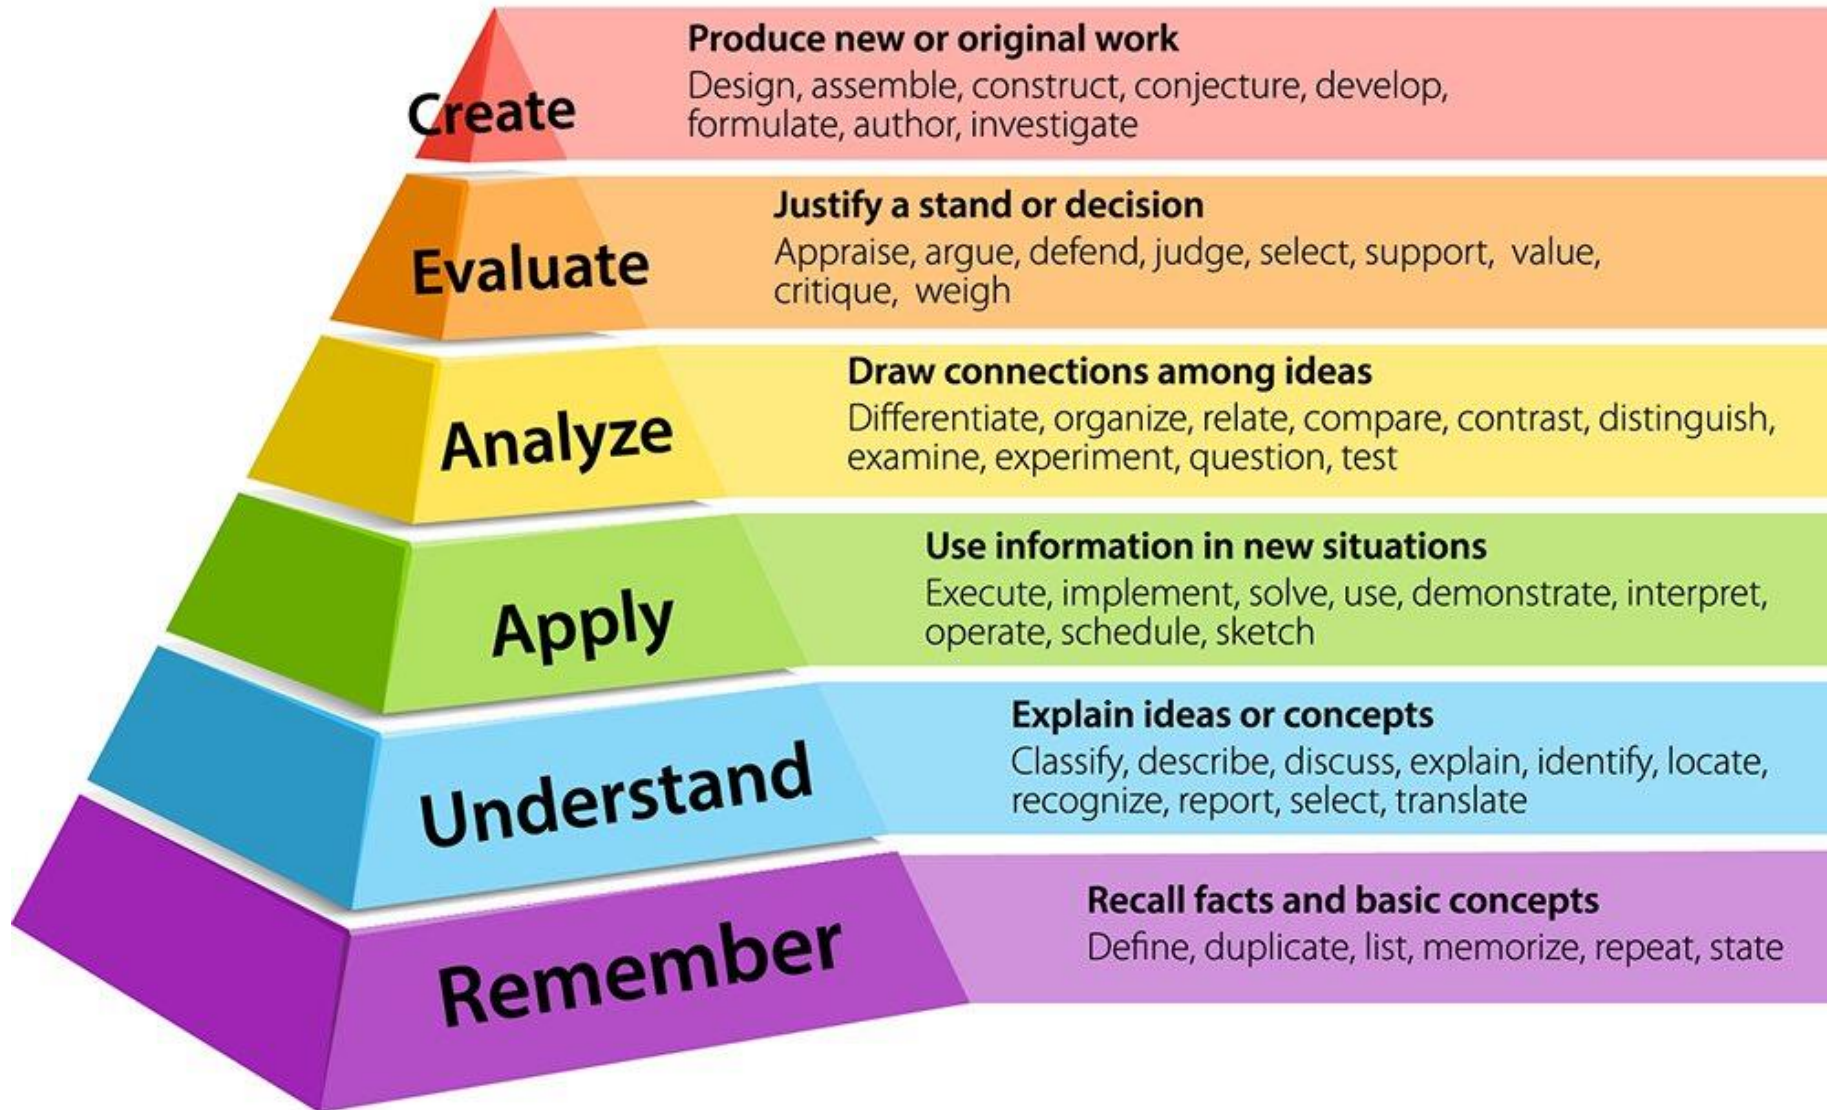 Create
Produce new or original work
Design, assemble, construct, conjecture, develop,
formulate, author, investigate
Evaluate
Justify a stand or decision
Appraise, argue, defend, judge, select, support, value,
critique, weigh
Analyze
Draw connections among ideas
Differentiate, organize, relate, compare, contrast, distinguish,
examine, experiment, question, test
Apply
Use information in new situations
Execute, implement, solve, use, demonstrate, interpret,
operate, schedule, sketch
Understand
Explain ideas or concepts
Classify, describe, discuss, explain, identify, locate,
recognize, report, select, translate
Remember
Recall facts and basic concepts
Define, duplicate, list, memorize, repeat, state